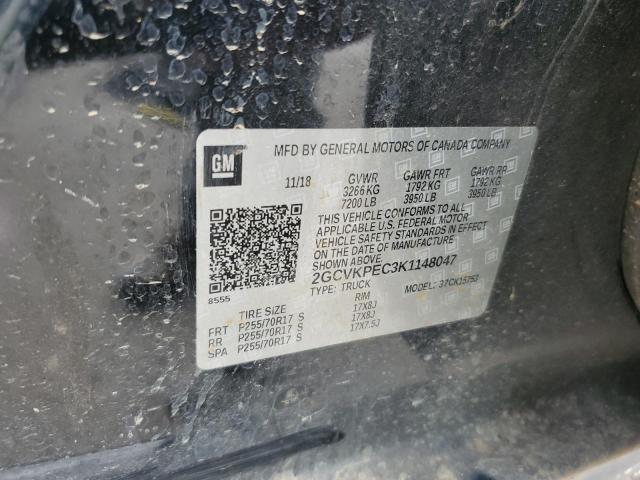 GM
MFD BY GENERAL MOTORS OF CANADA COMPANY
11/18 GVWR GAWR FRT GAWR RR
3266 KG 1792 KG 1792 KG
7200 LB 3950 LB 3950 LB
THIS VEHICLE CONFORMS TO ALL
APPLICABLE U.S. FEDERAL MOTOR
VEHICLE SAFETY STANDARDS IN EFFECT
ON THE DATE OF MANUFACTURE
SHOWN ABOVE.
2GCVKPEC3K1148047
8555 TYPE: TRUCK MODEL: 37CK15753
TIRE SIZE RIM
FRT P255/70R17 S 17X8J
RR P255/70R17 S 17X8J
SPA P255/70R17 S 17X7.5J